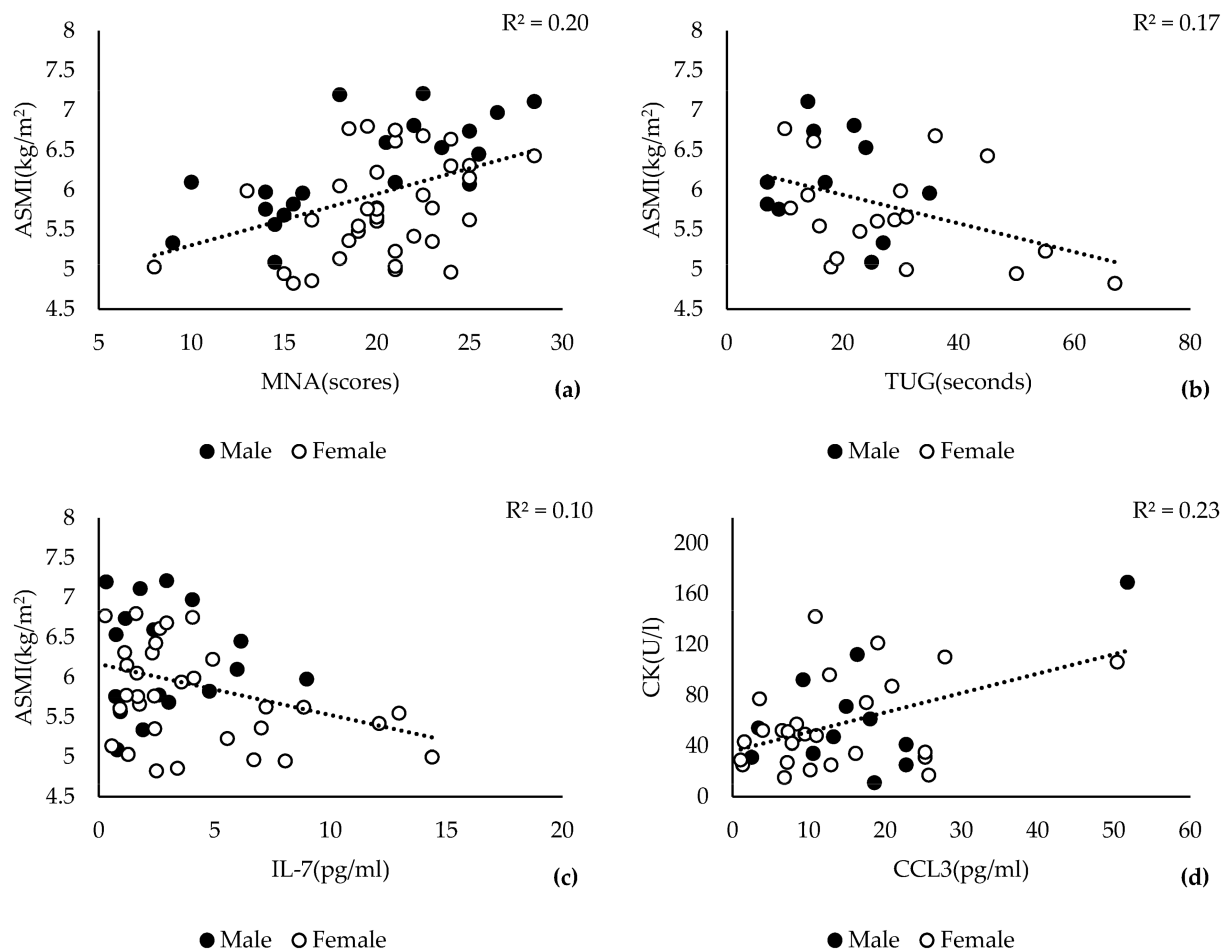 R² = 0.20
ASMI(kg/m²)
8
7.5
7
6.5
6
5.5
5
4.5
5 10 15 20 25 30
MNA(scores)
(a)
Male Female
R² = 0.17
ASMI(kg/m²)
8
7.5
7
6.5
6
5.5
5
4.5
0 20 40 60 80
TUG(seconds)
(b)
Male Female
R² = 0.10
ASMI(kg/m²)
8
7.5
7
6.5
6
5.5
5
4.5
0 5 10 15 20
IL-7(pg/ml)
(c)
Male Female
R² = 0.23
CK(U/l)
200
160
120
80
40
0
0 10 20 30 40 50 60
CCL3(pg/ml)
(d)
Male Female